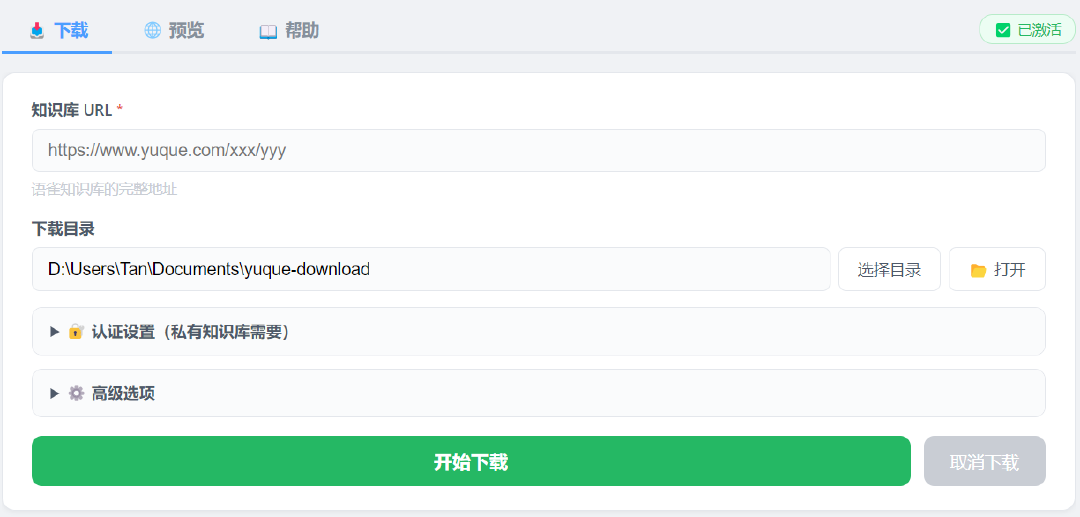 下载 预览 帮助 已激活
知识库 URL *
https://www.yuque.com/xxx/yyy
语雀知识库的完整地址
下载目录
D:\Users\Tan\Documents\yuque-download 选择目录 打开
认证设置（私有知识库需要）
高级选项
开始下载 取消下载